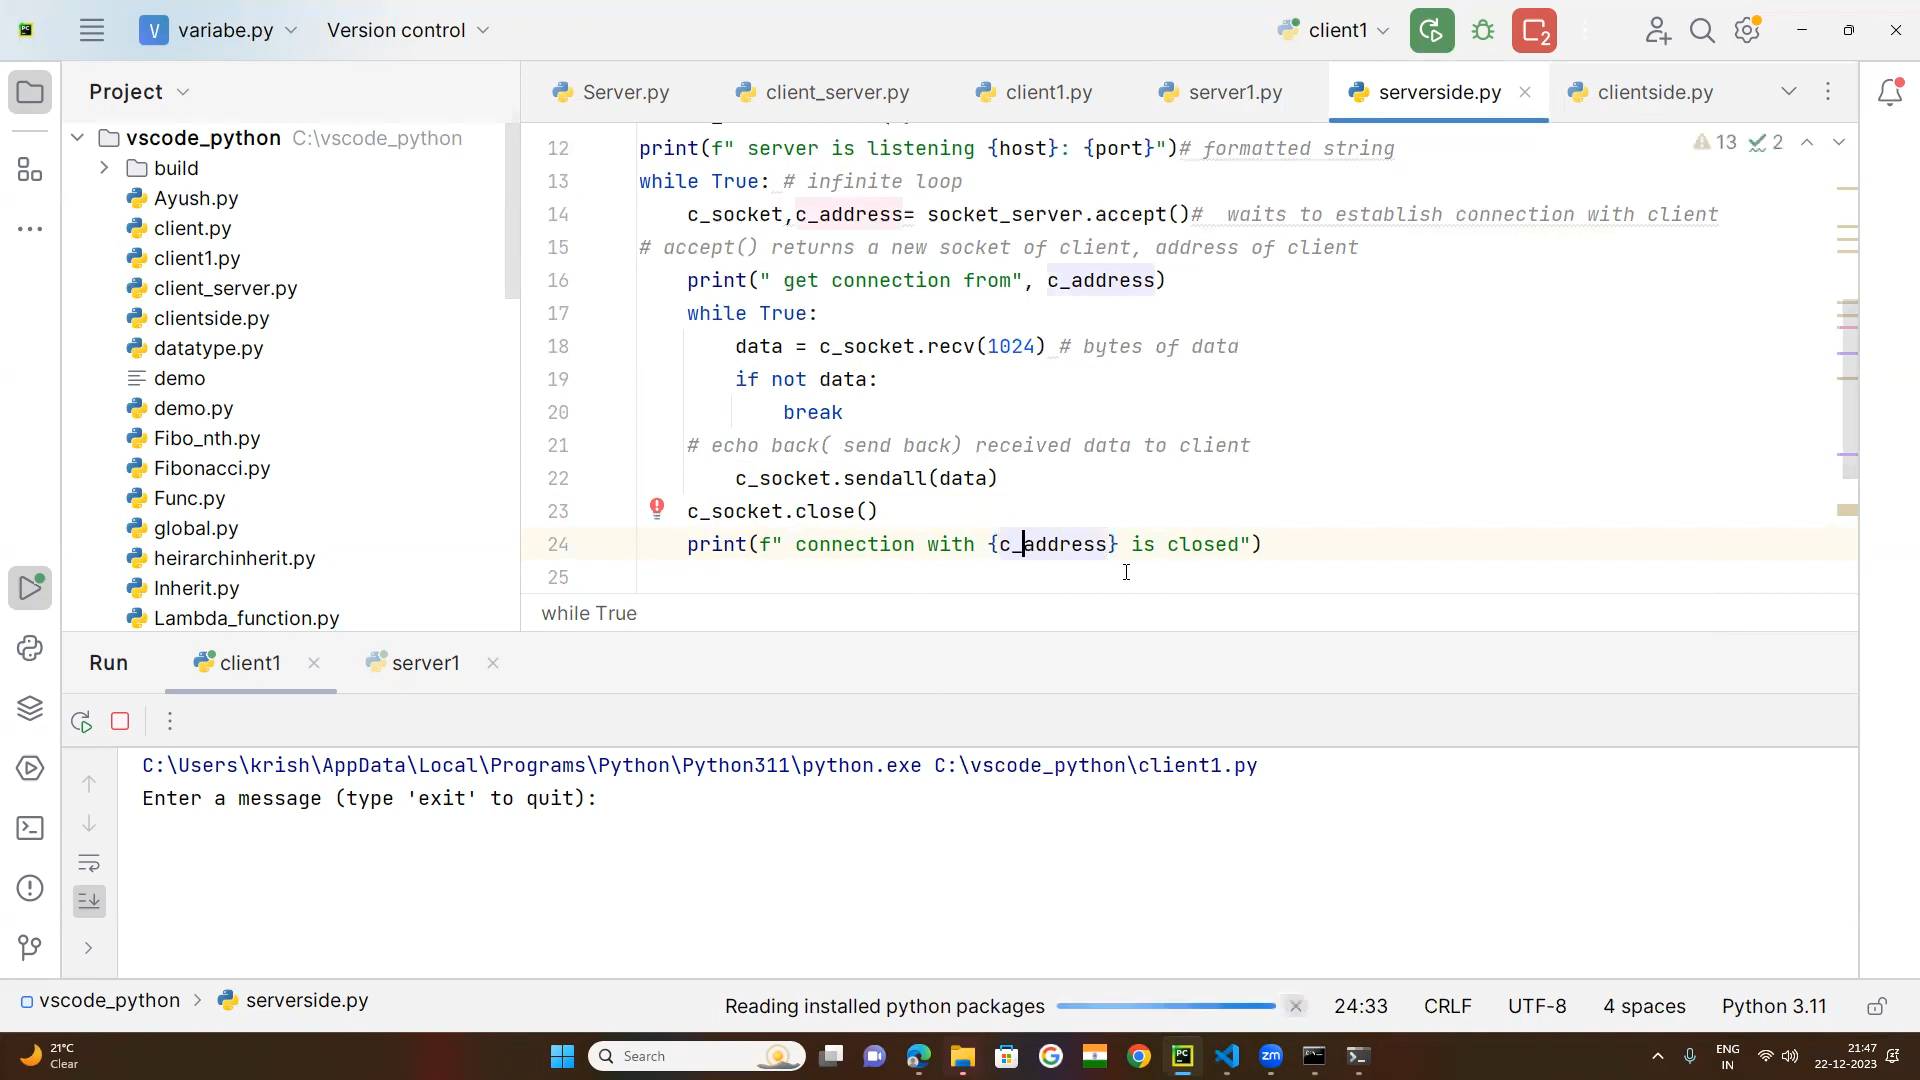 PC
V variabe.py Version control client1 2
Project
Server.py client_server.py client1.py server1.py serverside.py clientside.py
vscode_python C:\vscode_python
build
Ayush.py
client.py
client1.py
client_server.py
clientside.py
datatype.py
demo
demo.py
Fibo_nth.py
Fibonacci.py
Func.py
global.py
heirarchinherit.py
Inherit.py
Lambda_function.py
13 2
12 print(f" server is listening {host}: {port}")# formatted string
13 while True: # infinite loop
14 c_socket,c_address= socket_server.accept()# waits to establish connection with client
15 # accept() returns a new socket of client, address of client
16 print(" get connection from", c_address)
17 while True:
18 data = c_socket.recv(1024) # bytes of data
19 if not data:
20 break
21 # echo back( send back) received data to client
22 c_socket.sendall(data)
23 c_socket.close()
24 print(f" connection with {c_address} is closed")
25
while True
Run client1 server1
C:\Users\krish\AppData\Local\Programs\Python\Python311\python.exe C:\vscode_python\client1.py
Enter a message (type 'exit' to quit):
vscode_python > serverside.py Reading installed python packages 24:33 CRLF UTF-8 4 spaces Python 3.11
21°C
Clear
Search
PC
zm
ENG
IN
21:47
22-12-2023